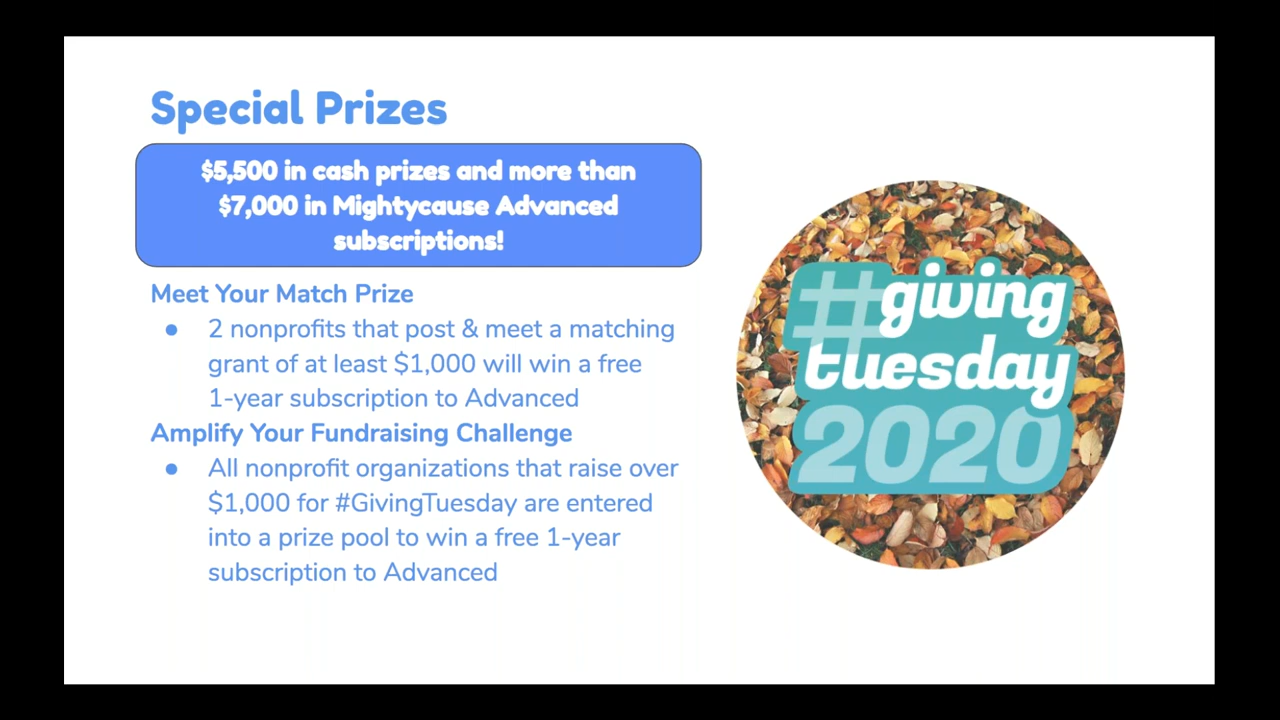 Special Prizes
$5,500 in cash prizes and more than
$7,000 in Mightycause Advanced
subscriptions!
Meet Your Match Prize
● 2 nonprofits that post & meet a matching
grant of at least $1,000 will win a free
1-year subscription to Advanced
Amplify Your Fundraising Challenge
● All nonprofit organizations that raise over
$1,000 for #GivingTuesday are entered
into a prize pool to win a free 1-year
subscription to Advanced
#giving
tuesday
2020